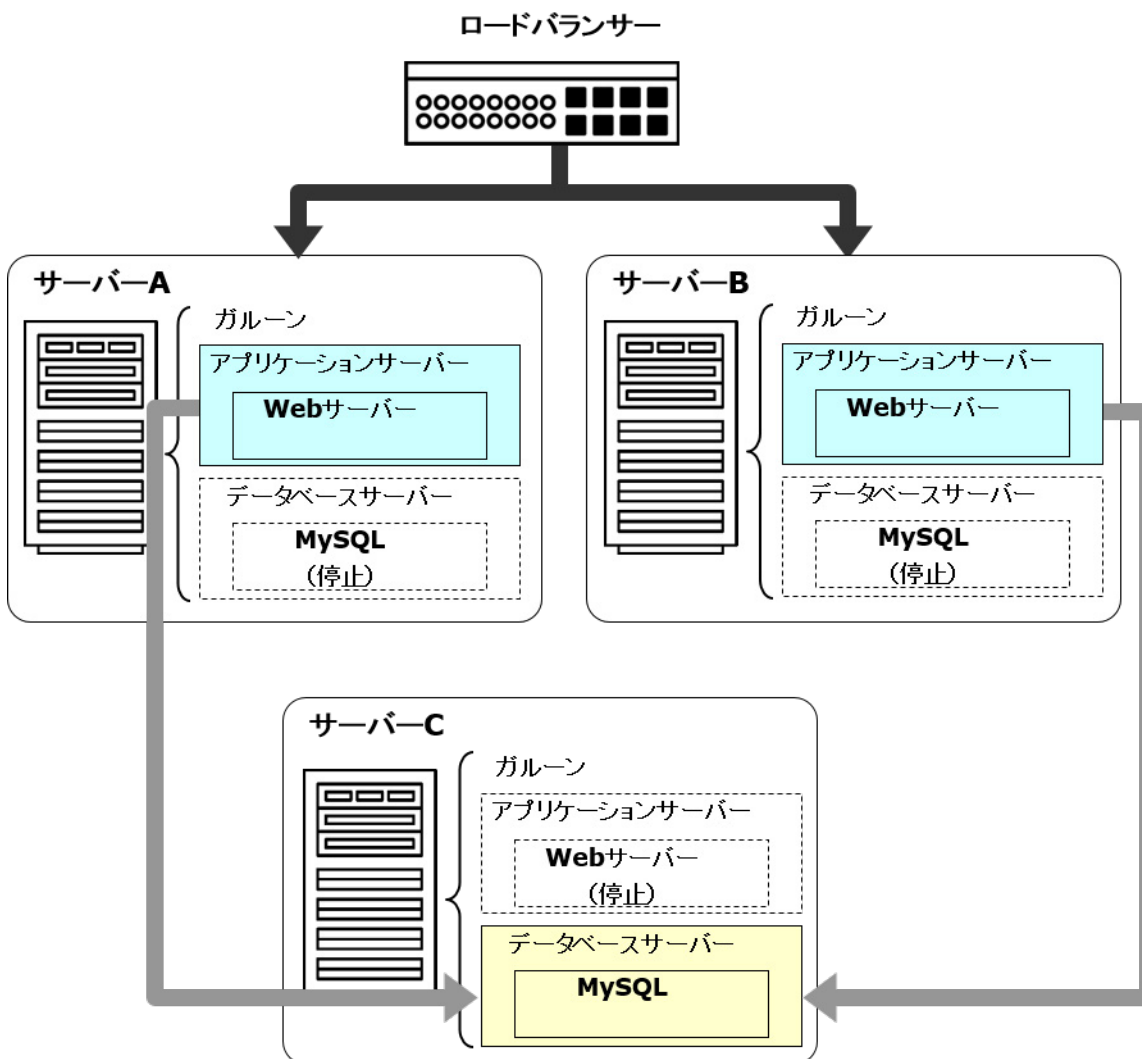 ロードバランサー
サーバーA
ガルーン
アプリケーションサーバー
Webサーバー
データベースサーバー
MySQL
(停止)
サーバーB
ガルーン
アプリケーションサーバー
Webサーバー
データベースサーバー
MySQL
(停止)
サーバーC
ガルーン
アプリケーションサーバー
Webサーバー
(停止)
データベースサーバー
MySQL